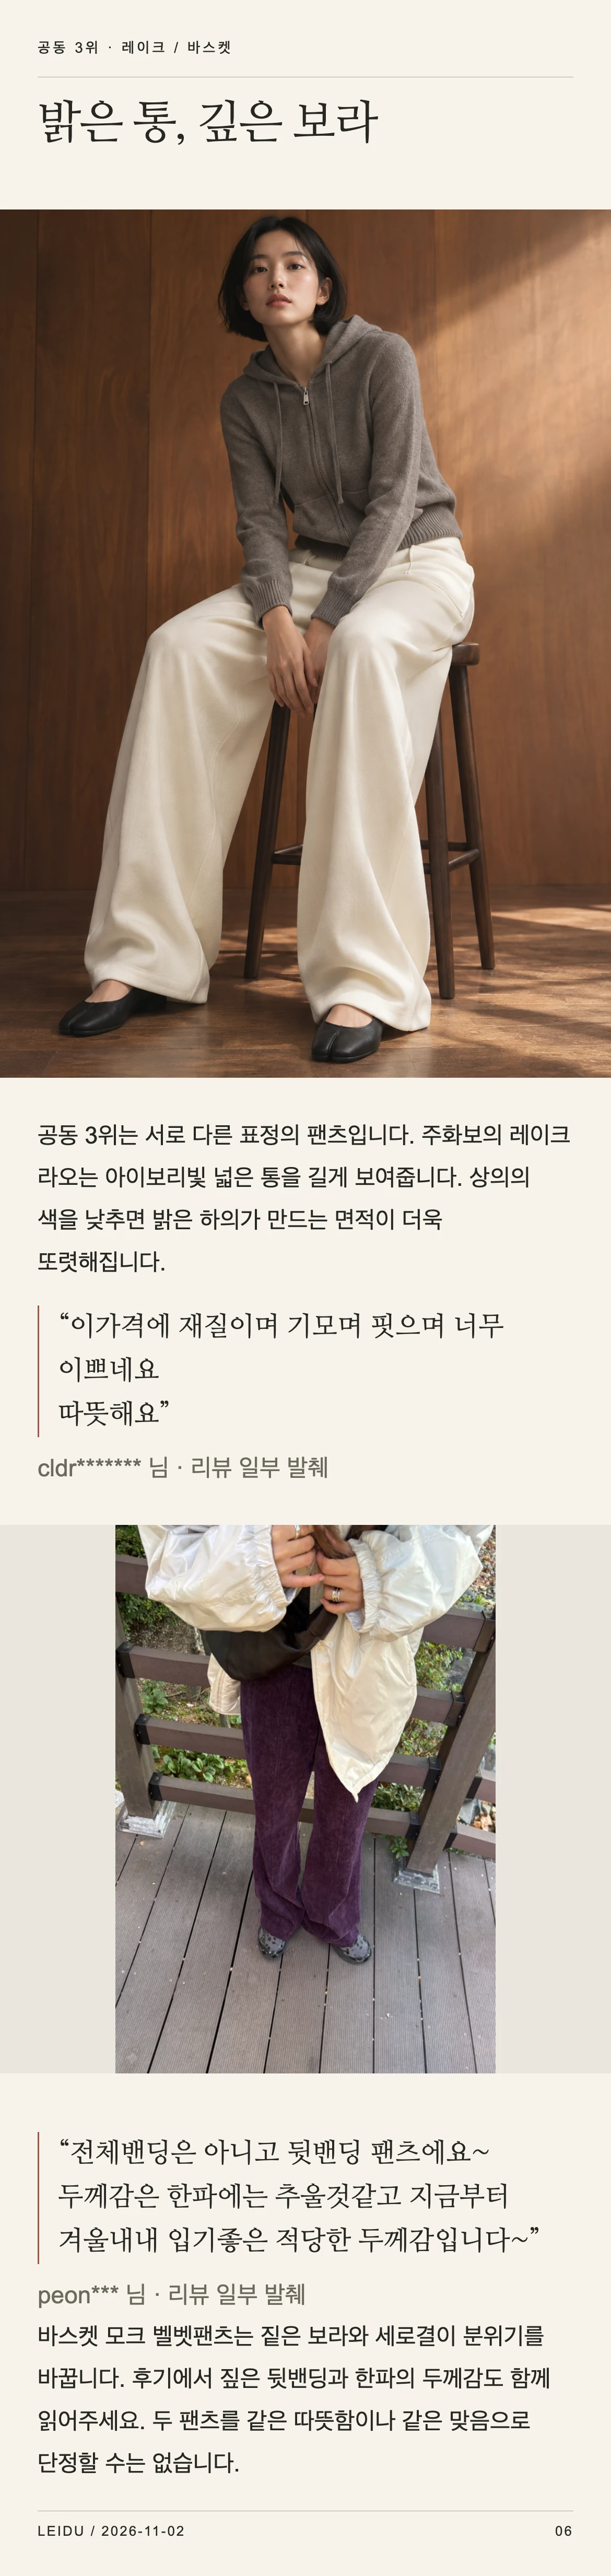 공동 3위 · 레이크 / 바스켓
밝은 통, 깊은 보라
공동 3위는 서로 다른 표정의 팬츠입니다. 주화보의 레이크
라오는 아이보리빛 넓은 통을 길게 보여줍니다. 상의의
색을 낮추면 밝은 하의가 만드는 면적이 더욱
또렷해집니다.
“이가격에 재질이며 기모며 핏으며 너무
이쁘네요
따뜻해요”
cldr******* 님 · 리뷰 일부 발췌
“전체밴딩은 아니고 뒷밴딩 팬츠에요~
두께감은 한파에는 추울것같고 지금부터
겨울내내 입기좋은 적당한 두께감입니다~”
peon*** 님 · 리뷰 일부 발췌
바스켓 모크 벨벳팬츠는 짙은 보라와 세로결이 분위기를
바꿉니다. 후기에서 짚은 뒷밴딩과 한파의 두께감도 함께
읽어주세요. 두 팬츠를 같은 따뜻함이나 같은 맞음으로
단정할 수는 없습니다.
LEIDU / 2026-11-02
06